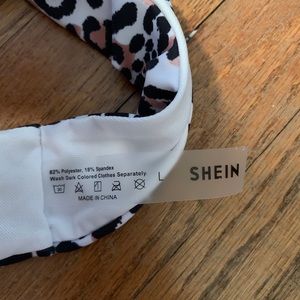 82% Polyester, 18% Spandex
Wash Dark Colored Clothes Separately
MADE IN CHINA
L
SHEIN